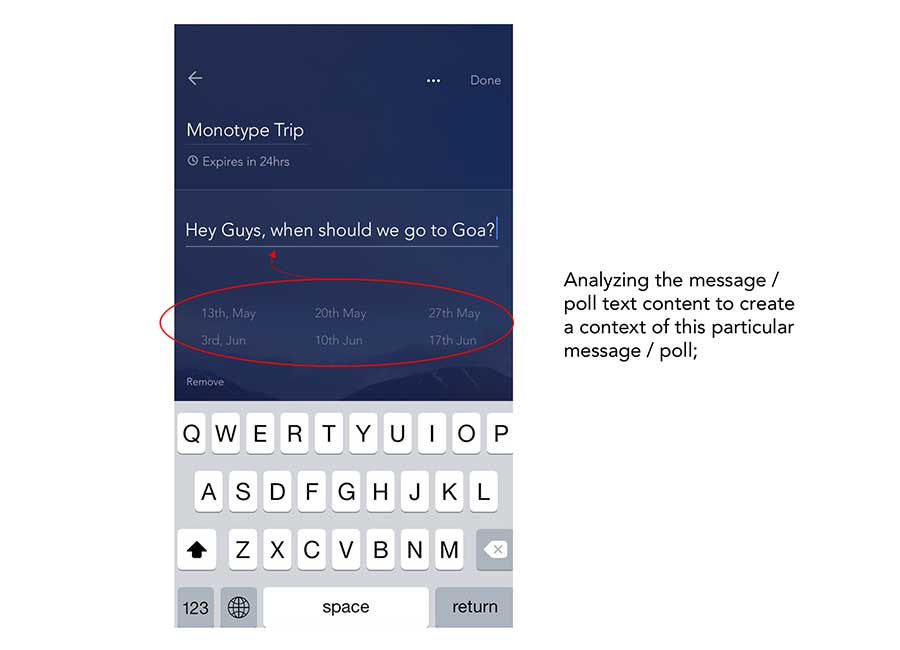 ... Done
Monotype Trip
Expires in 24hrs
Hey Guys, when should we go to Goa?
13th, May 20th May 27th May
3rd, Jun 10th Jun 17th Jun
Remove
Q W E R T Y U I O P
A S D F G H J K L
Z X C V B N M
123 space return
Analyzing the message /
poll text content to create
a context of this particular
message / poll;